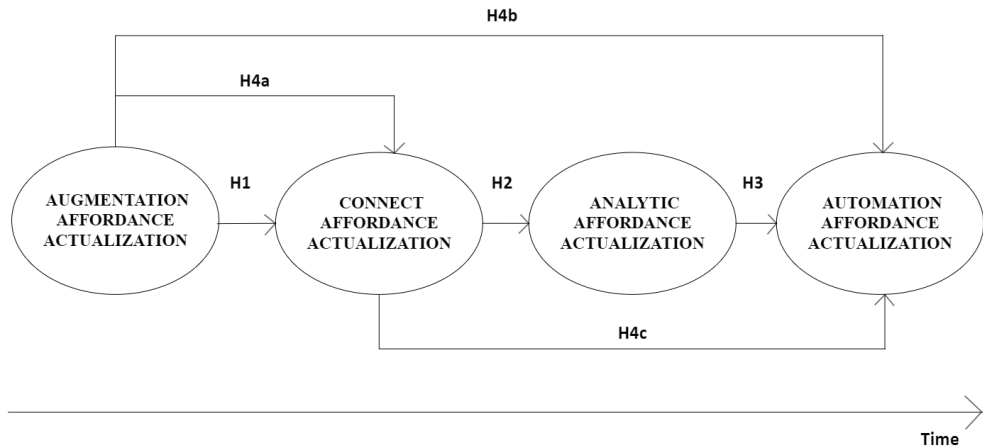 H4b
H4a
H1
H2
H3
AUGMENTATION
AFFORDANCE
ACTUALIZATION
CONNECT
AFFORDANCE
ACTUALIZATION
ANALYTIC
AFFORDANCE
ACTUALIZATION
AUTOMATION
AFFORDANCE
ACTUALIZATION
H4c
Time